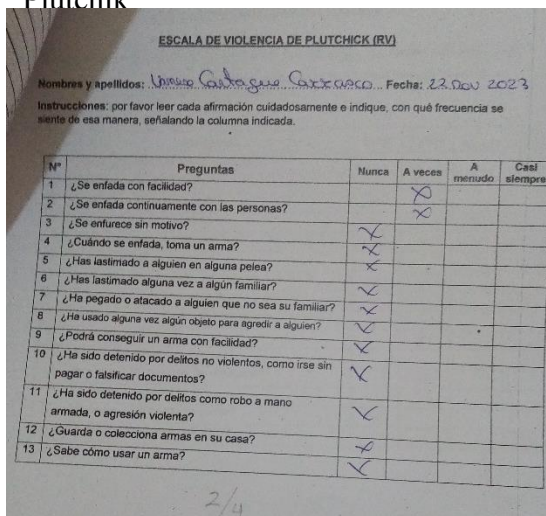 Plutchik
ESCALA DE VIOLENCIA DE PLUTCHICK (RV)
Nombres y apellidos: Carrasco Fecha: 22 Nov 2023
Instrucciones: por favor leer cada afirmación cuidadosamente e indique, con qué frecuencia se
siente de esa manera, señalando la columna indicada.
N° Preguntas Nunca A veces A menudo Casi siempre
1 ¿Se enfada con facilidad? X
2 ¿Se enfada continuamente con las personas? X
3 ¿Se enfurece sin motivo? X
4 ¿Cuándo se enfada, toma un arma? X
5 ¿Has lastimado a alguien en alguna pelea? X
6 ¿Has lastimado alguna vez a algún familiar? X
7 ¿Ha pegado o atacado a alguien que no sea su familiar? X
8 ¿Ha usado alguna vez algún objeto para agredir a alguien? X
9 ¿Podrá conseguir un arma con facilidad? X
10 ¿Ha sido detenido por delitos no violentos, como irse sin
pagar o falsificar documentos? X
11 ¿Ha sido detenido por delitos como robo a mano
armada, o agresión violenta? X
12 ¿Guarda o colecciona armas en su casa? X
13 ¿Sabe cómo usar un arma? X
2/4